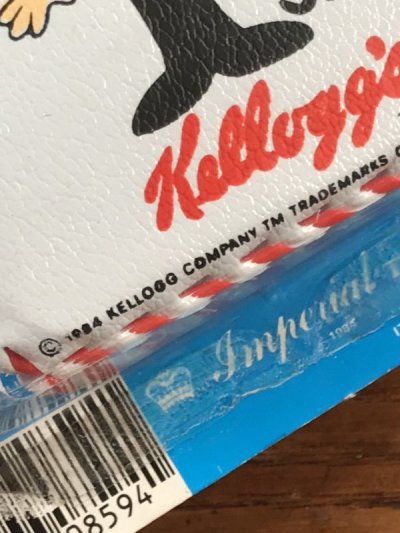 Kellogg's
© 1984 KELLOGG COMPANY TM TRADEMARKS
Imperial
08594